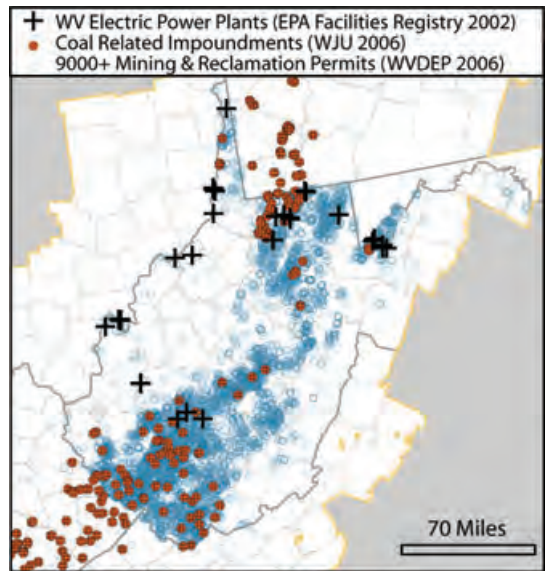 WV Electric Power Plants (EPA Facilities Registry 2002)
Coal Related Impoundments (WJU 2006)
9000+ Mining & Reclamation Permits (WVDEP 2006)
70 Miles